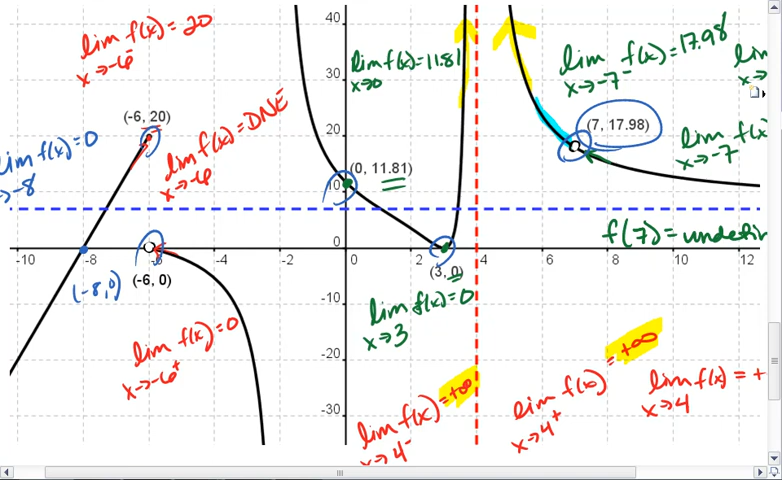 lim f(x) = 20
x→-6⁻
lim f(x) = DNE
x→-6
lim f(x) = 0
→-8
(-6, 20)
(-8, 0)
(-6, 0)
lim f(x) = 0
x→-6⁺
lim f(x) = 11.81
x→0
(0, 11.81)
(3, 0)
lim f(x) = 0
x→3
lim f(x) = +∞
x→4⁻
lim f(x) = +∞
x→4⁺
lim f(x) = +
x→4
lim f(x) = 17.98
x→-7⁻
lim
(7, 17.98)
lim f(x)
x→-7
f(7) = undefin
40
30
20
10
0
-10
-20
-30
-10 -8 -6 -4 -2 0 2 4 6 8 10 12